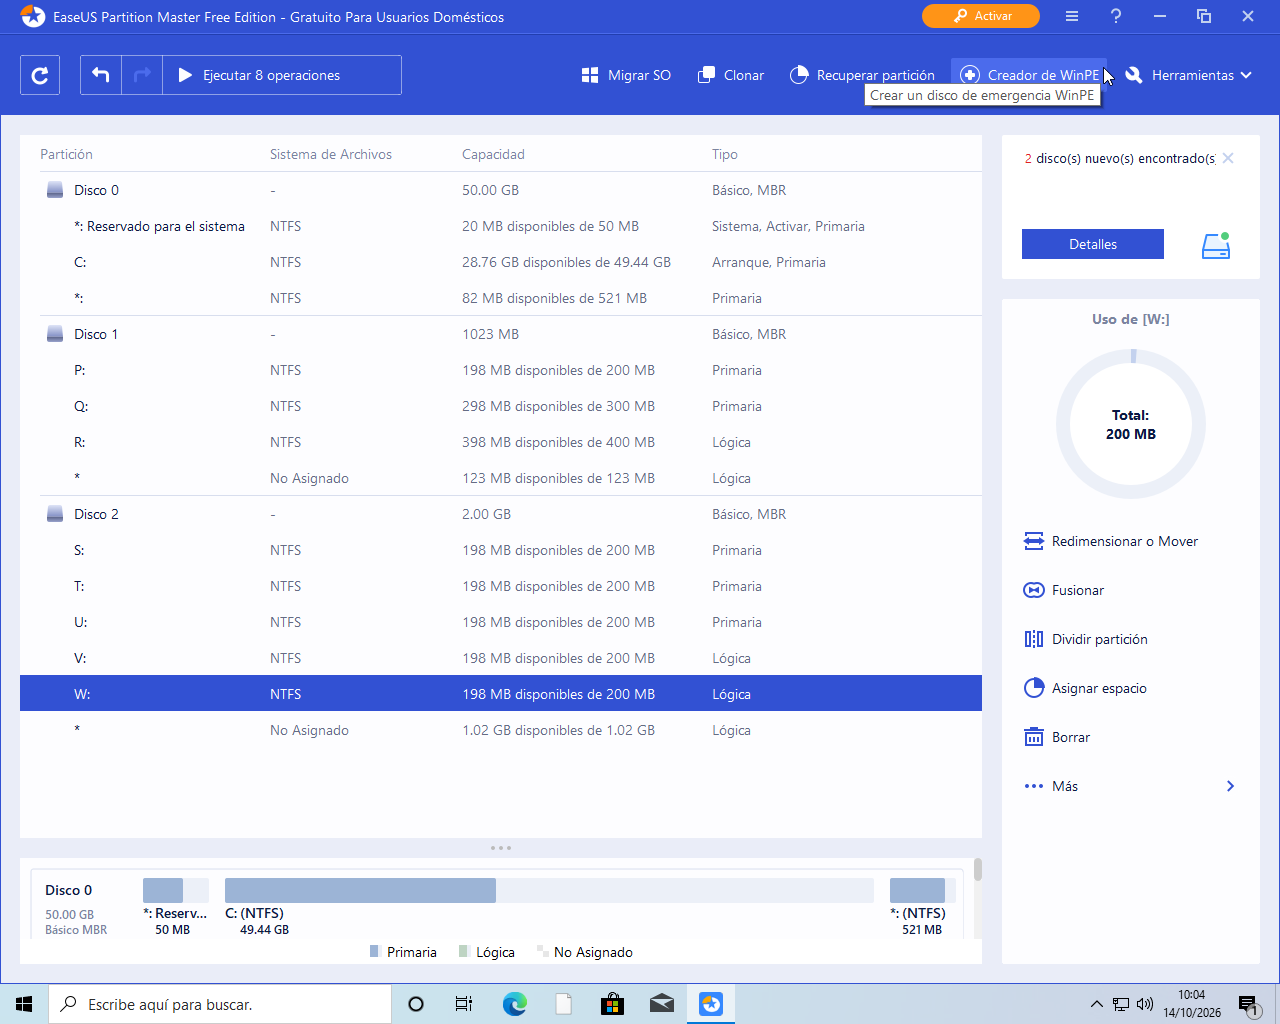 EaseUS Partition Master Free Edition - Gratuito Para Usuarios Domésticos
Activar
Ejecutar 8 operaciones
Migrar SO
Clonar
Recuperar partición
Creador de WinPE
Herramientas
Crear un disco de emergencia WinPE
Partición Sistema de Archivos Capacidad Tipo
Disco 0 - 50.00 GB Básico, MBR
*: Reservado para el sistema NTFS 20 MB disponibles de 50 MB Sistema, Activar, Primaria
C: NTFS 28.76 GB disponibles de 49.44 GB Arranque, Primaria
*: NTFS 82 MB disponibles de 521 MB Primaria
Disco 1 - 1023 MB Básico, MBR
P: NTFS 198 MB disponibles de 200 MB Primaria
Q: NTFS 298 MB disponibles de 300 MB Primaria
R: NTFS 398 MB disponibles de 400 MB Lógica
* No Asignado 123 MB disponibles de 123 MB Lógica
Disco 2 - 2.00 GB Básico, MBR
S: NTFS 198 MB disponibles de 200 MB Primaria
T: NTFS 198 MB disponibles de 200 MB Primaria
U: NTFS 198 MB disponibles de 200 MB Primaria
V: NTFS 198 MB disponibles de 200 MB Lógica
W: NTFS 198 MB disponibles de 200 MB Lógica
* No Asignado 1.02 GB disponibles de 1.02 GB Lógica
Disco 0
50.00 GB
Básico MBR
*: Reserv...
50 MB
C: (NTFS)
49.44 GB
*: (NTFS)
521 MB
Primaria Lógica No Asignado
2 disco(s) nuevo(s) encontrado(s
Detalles
Uso de [W:]
Total:
200 MB
Redimensionar o Mover
Fusionar
Dividir partición
Asignar espacio
Borrar
Más
Escribe aquí para buscar.
10:04
14/10/2026
1